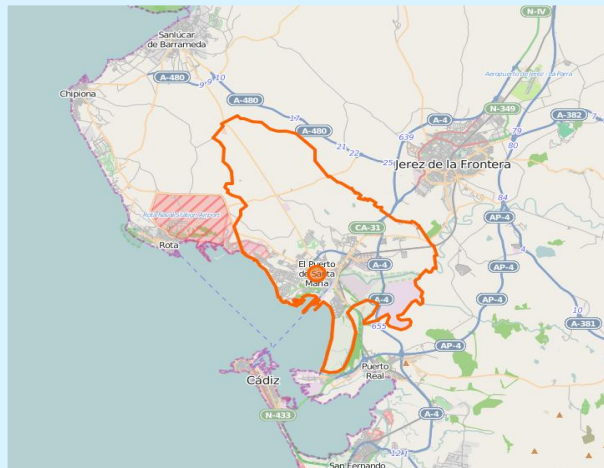 Sanlúcar
de Barrameda
N-IV
A-480
9
9
10
Chipiona
A-480
17
A-480
21
22
25
A-4
639
N-349
A-382
7
79
80
Jerez de la Frontera
84
Rota
CA-31
AP-4
4
El Puerto
de Santa
María
A-4
A-4
AP-4
10
655
A-381
AP-4
Puerto
Real
Cádiz
N-433
A-4
San Fernando